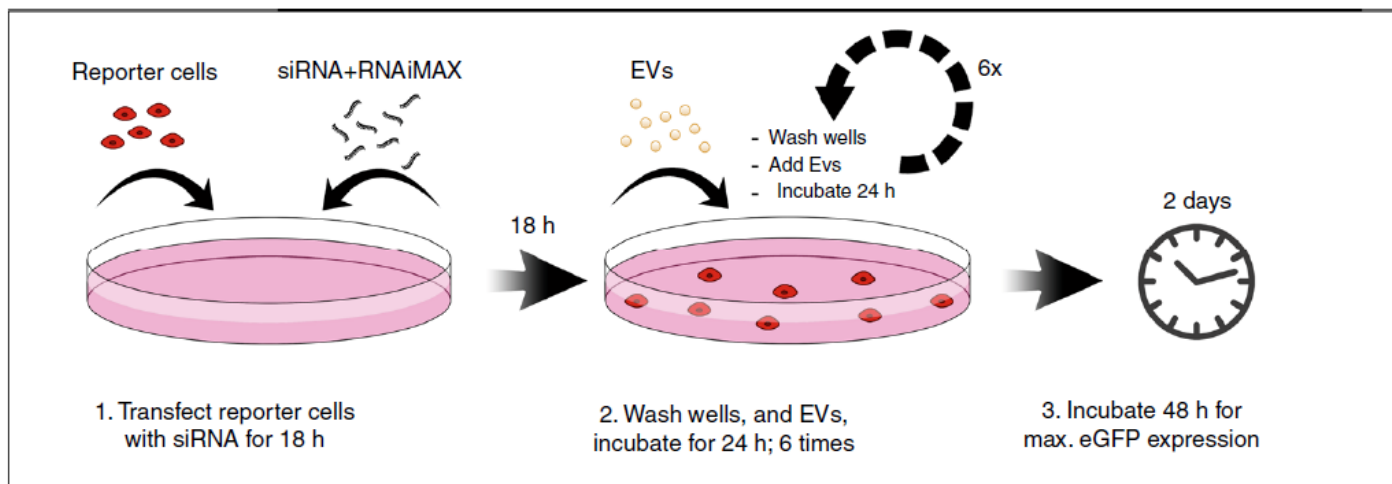 Reporter cells
siRNA+RNAiMAX
EVs
6x
- Wash wells
- Add Evs
- Incubate 24 h
18 h
2 days
1. Transfect reporter cells
with siRNA for 18 h
2. Wash wells, and EVs,
incubate for 24 h; 6 times
3. Incubate 48 h for
max. eGFP expression